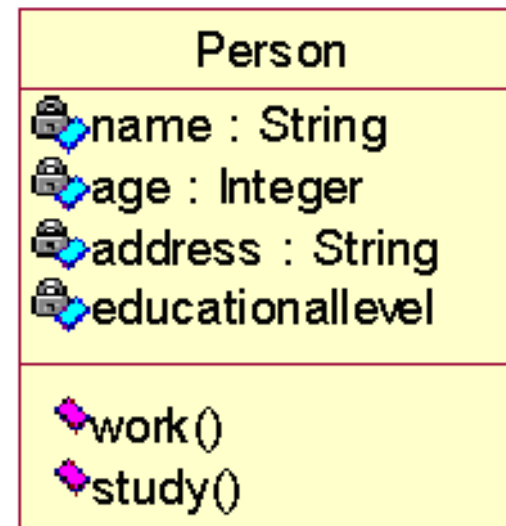 Person
name : String
age : Integer
address : String
educationallevel
work()
study()